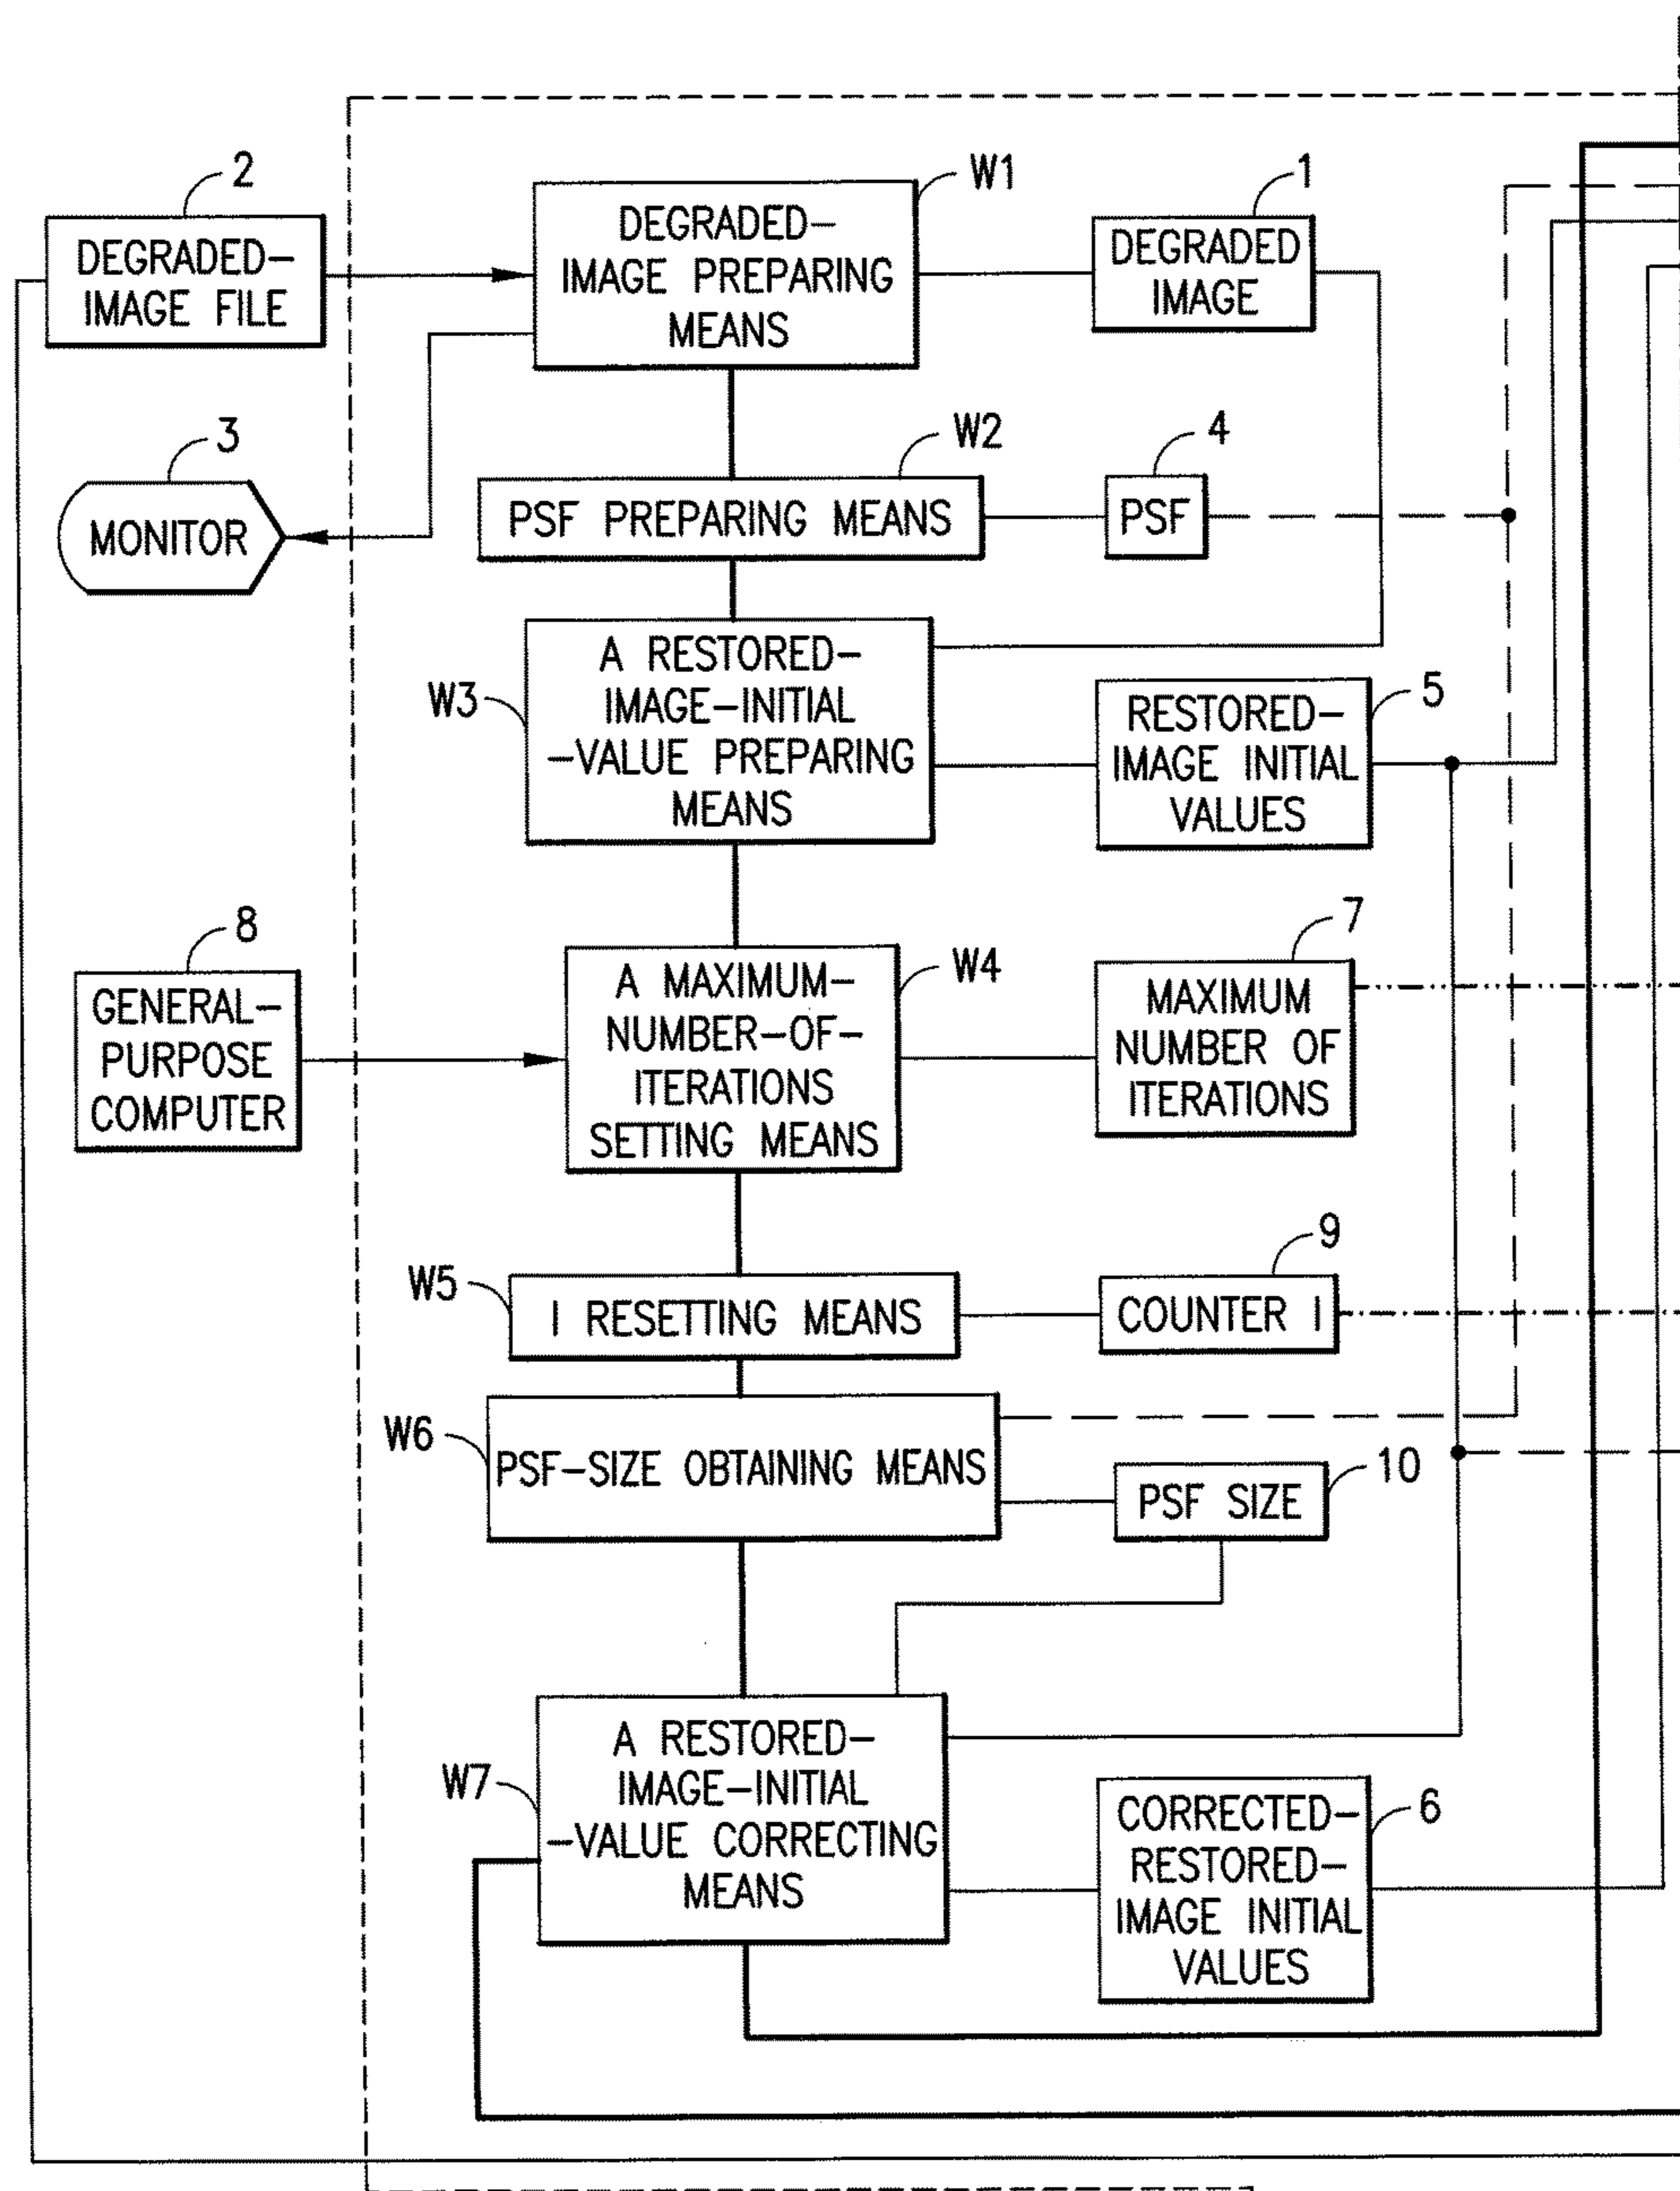 2
DEGRADED-
IMAGE FILE
W1
DEGRADED-
IMAGE PREPARING
MEANS
1
DEGRADED
IMAGE
3
MONITOR
W2
PSF PREPARING MEANS
4
PSF
W3
A RESTORED-
IMAGE-INITIAL
-VALUE PREPARING
MEANS
5
RESTORED-
IMAGE INITIAL
VALUES
8
GENERAL-
PURPOSE
COMPUTER
W4
A MAXIMUM-
NUMBER-OF-
ITERATIONS
SETTING MEANS
7
MAXIMUM
NUMBER OF
ITERATIONS
W5
I RESETTING MEANS
9
COUNTER I
W6
PSF-SIZE OBTAINING MEANS
10
PSF SIZE
W7
A RESTORED-
IMAGE-INITIAL
-VALUE CORRECTING
MEANS
6
CORRECTED-
RESTORED-
IMAGE INITIAL
VALUES